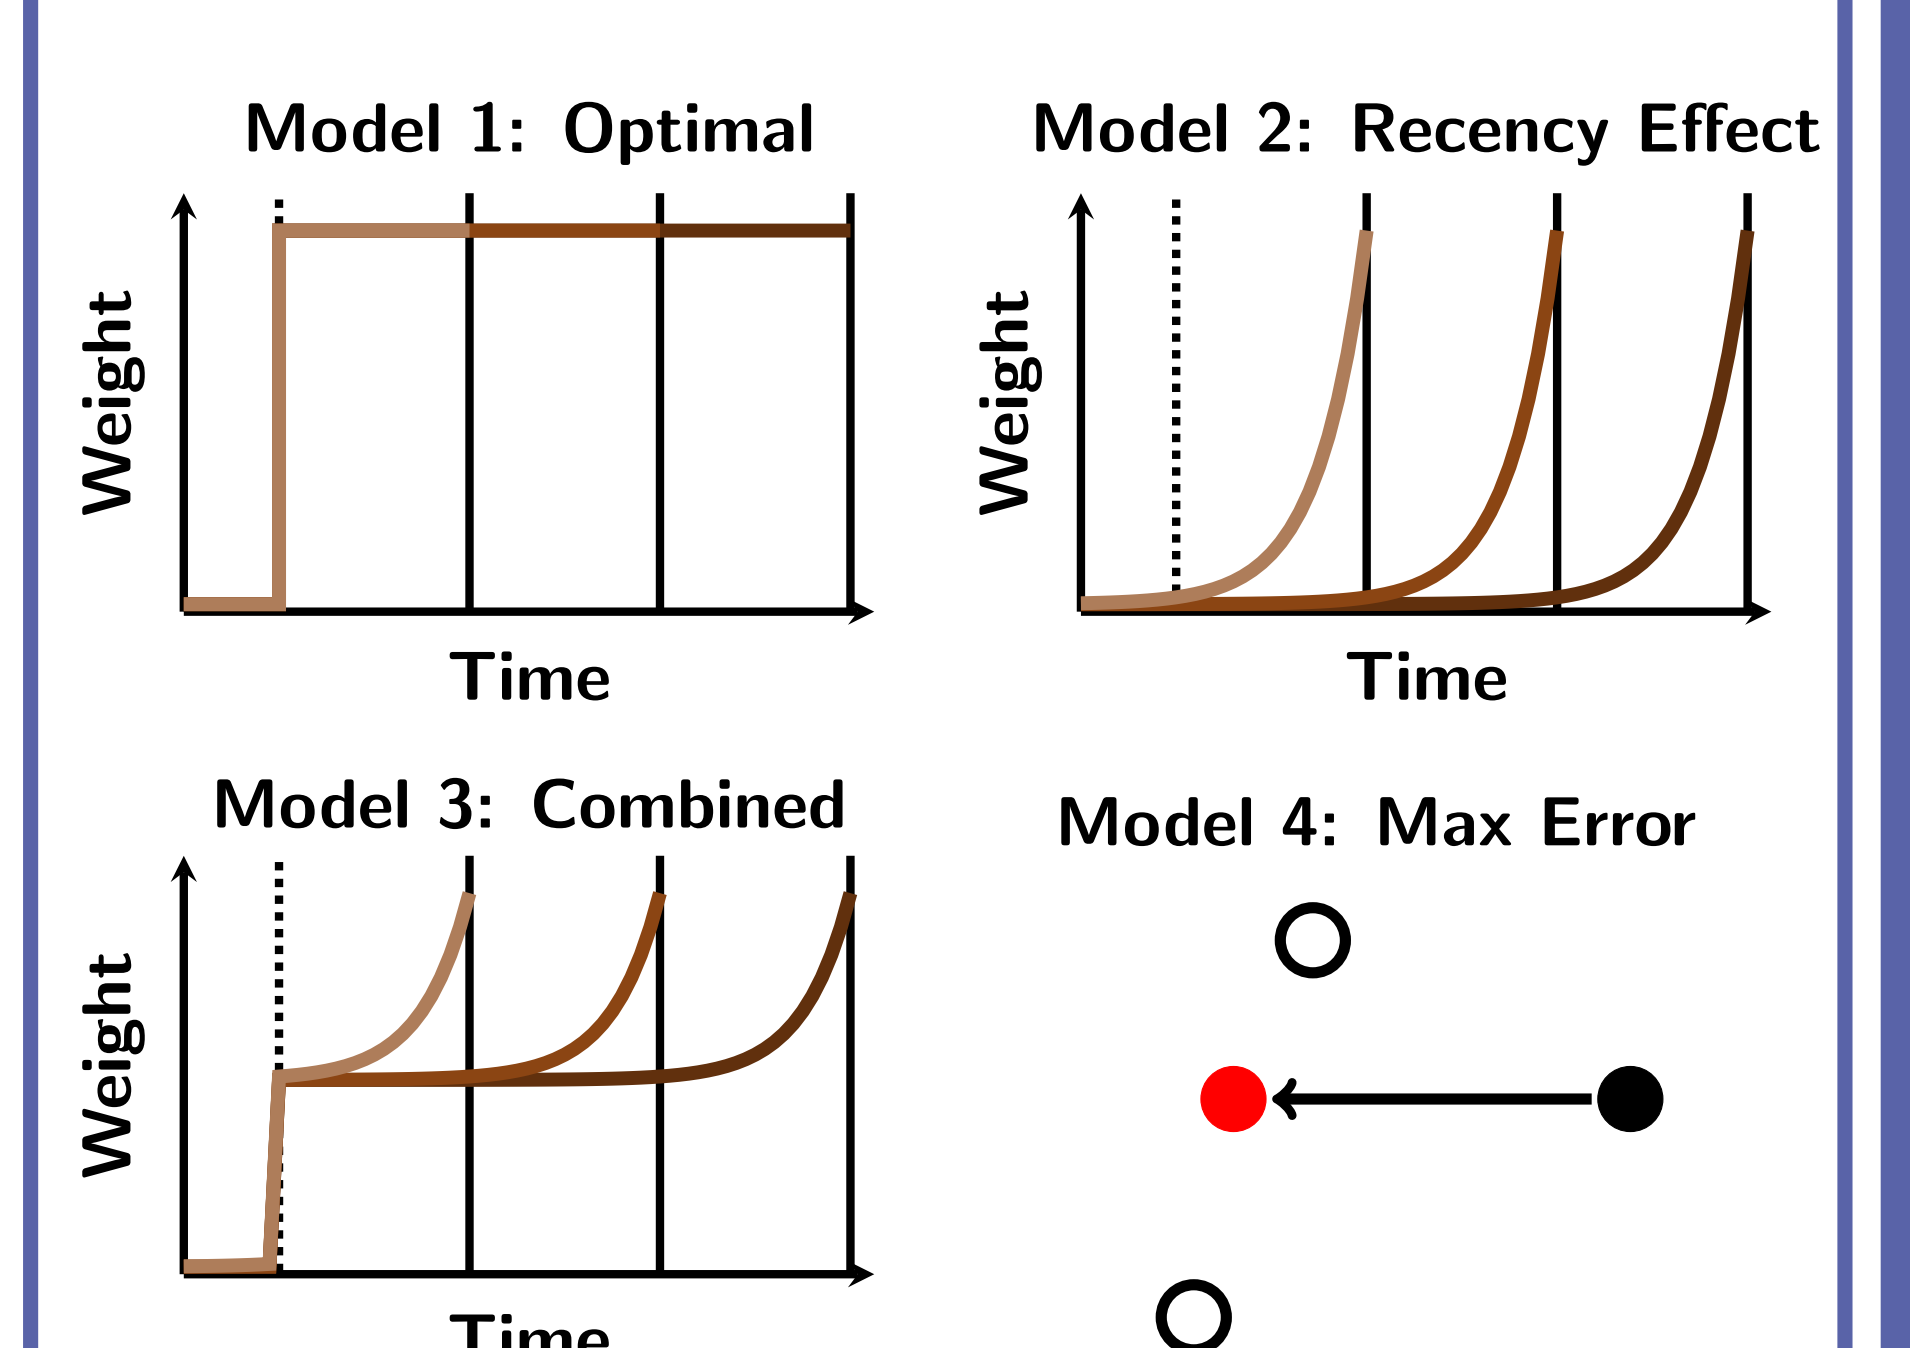 Model 1: Optimal
Weight
Time
Model 2: Recency Effect
Weight
Time
Model 3: Combined
Weight
Time
Model 4: Max Error